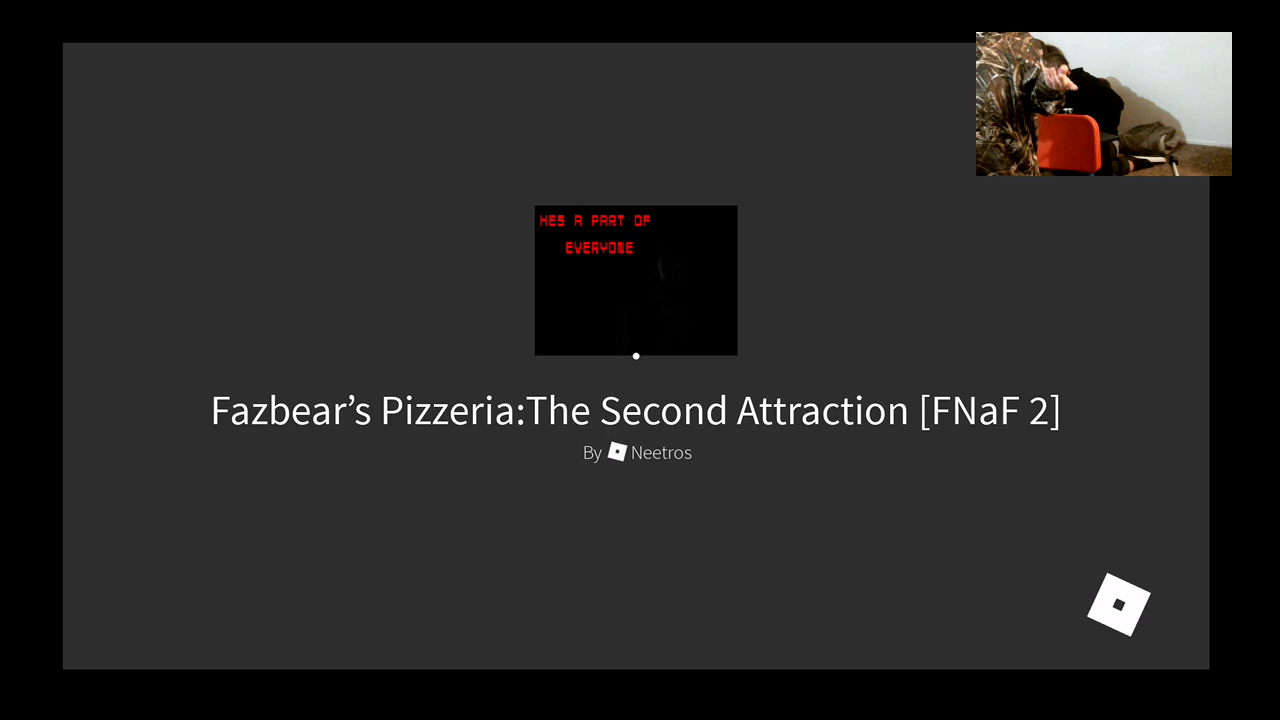 HES A PART OF
EVERYONE
Fazbear’s Pizzeria:The Second Attraction [FNaF 2]
By Neetros